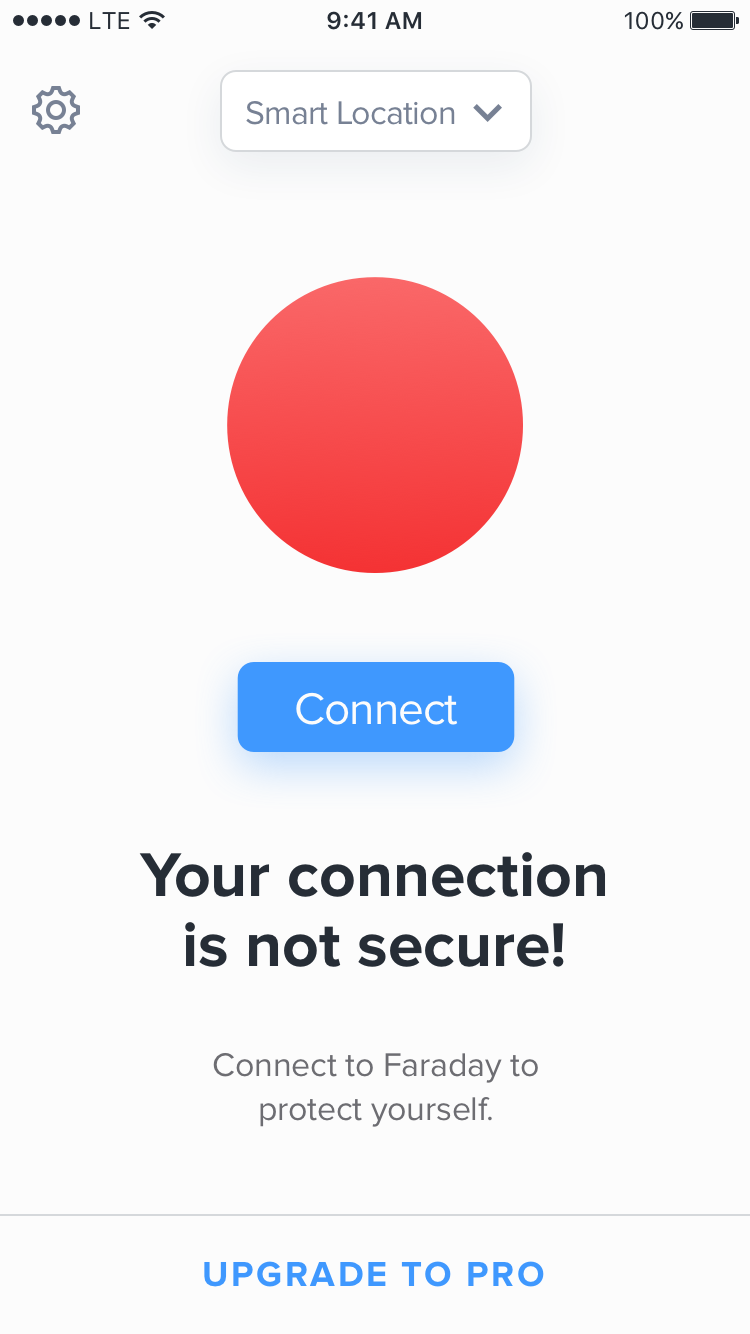 LTE 9:41 AM 100%
Smart Location
Connect
Your connection
is not secure!
Connect to Faraday to
protect yourself.
UPGRADE TO PRO